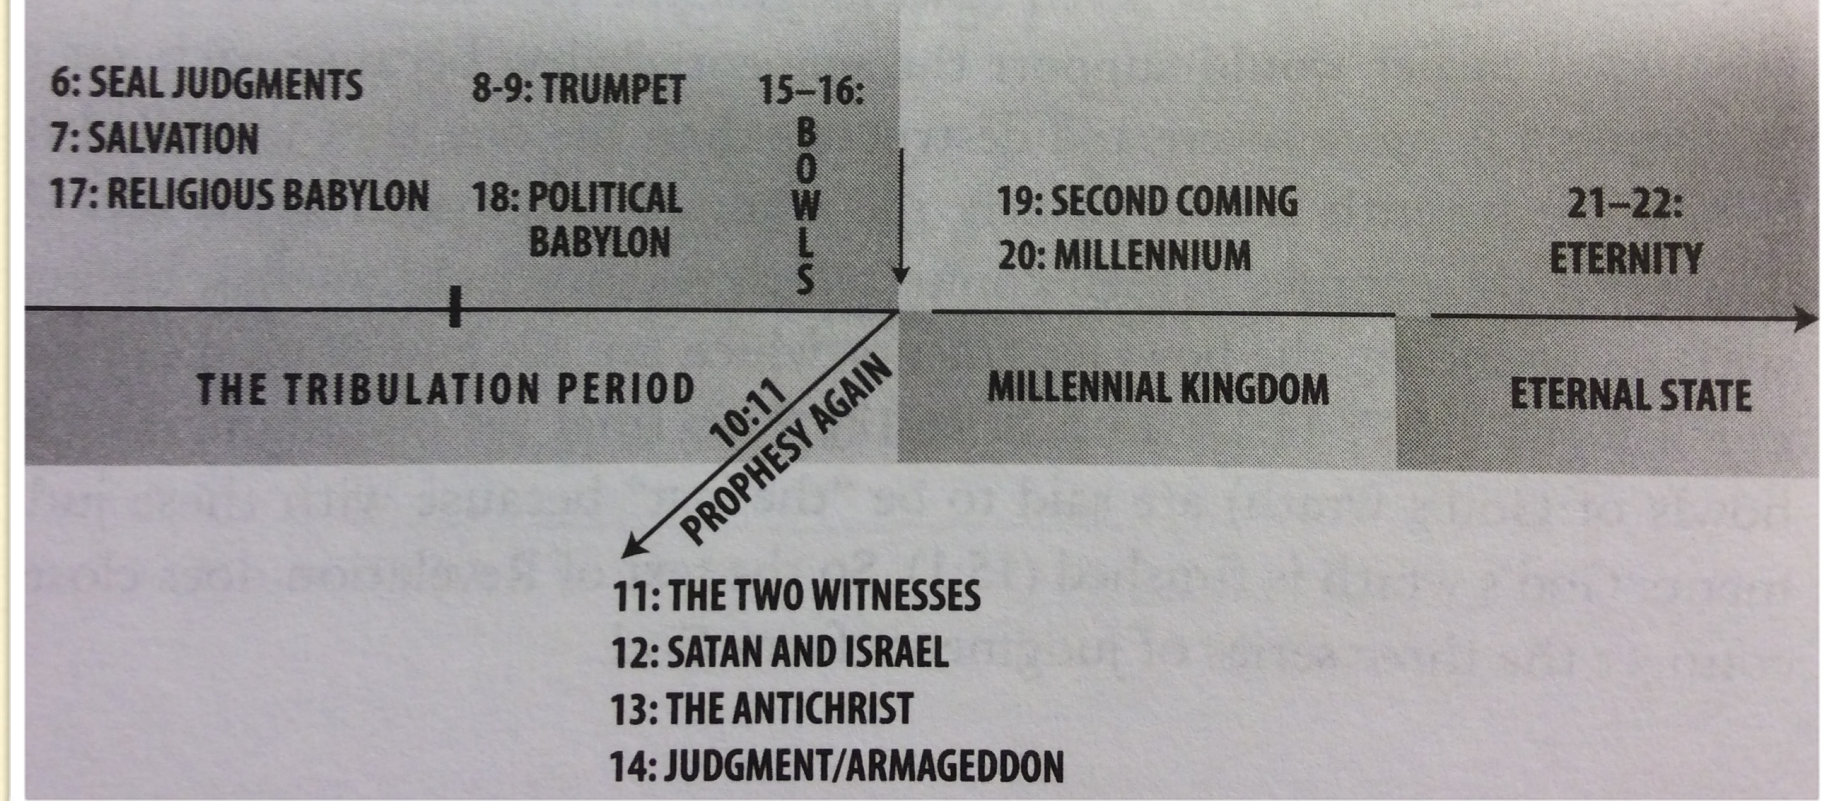 6: SEAL JUDGMENTS
7: SALVATION
17: RELIGIOUS BABYLON
8-9: TRUMPET
18: POLITICAL
BABYLON
15–16:
BOWLS
19: SECOND COMING
20: MILLENNIUM
21–22:
ETERNITY
THE TRIBULATION PERIOD
MILLENNIAL KINGDOM
ETERNAL STATE
10:11
PROPHESY AGAIN
11: THE TWO WITNESSES
12: SATAN AND ISRAEL
13: THE ANTICHRIST
14: JUDGMENT/ARMAGEDDON